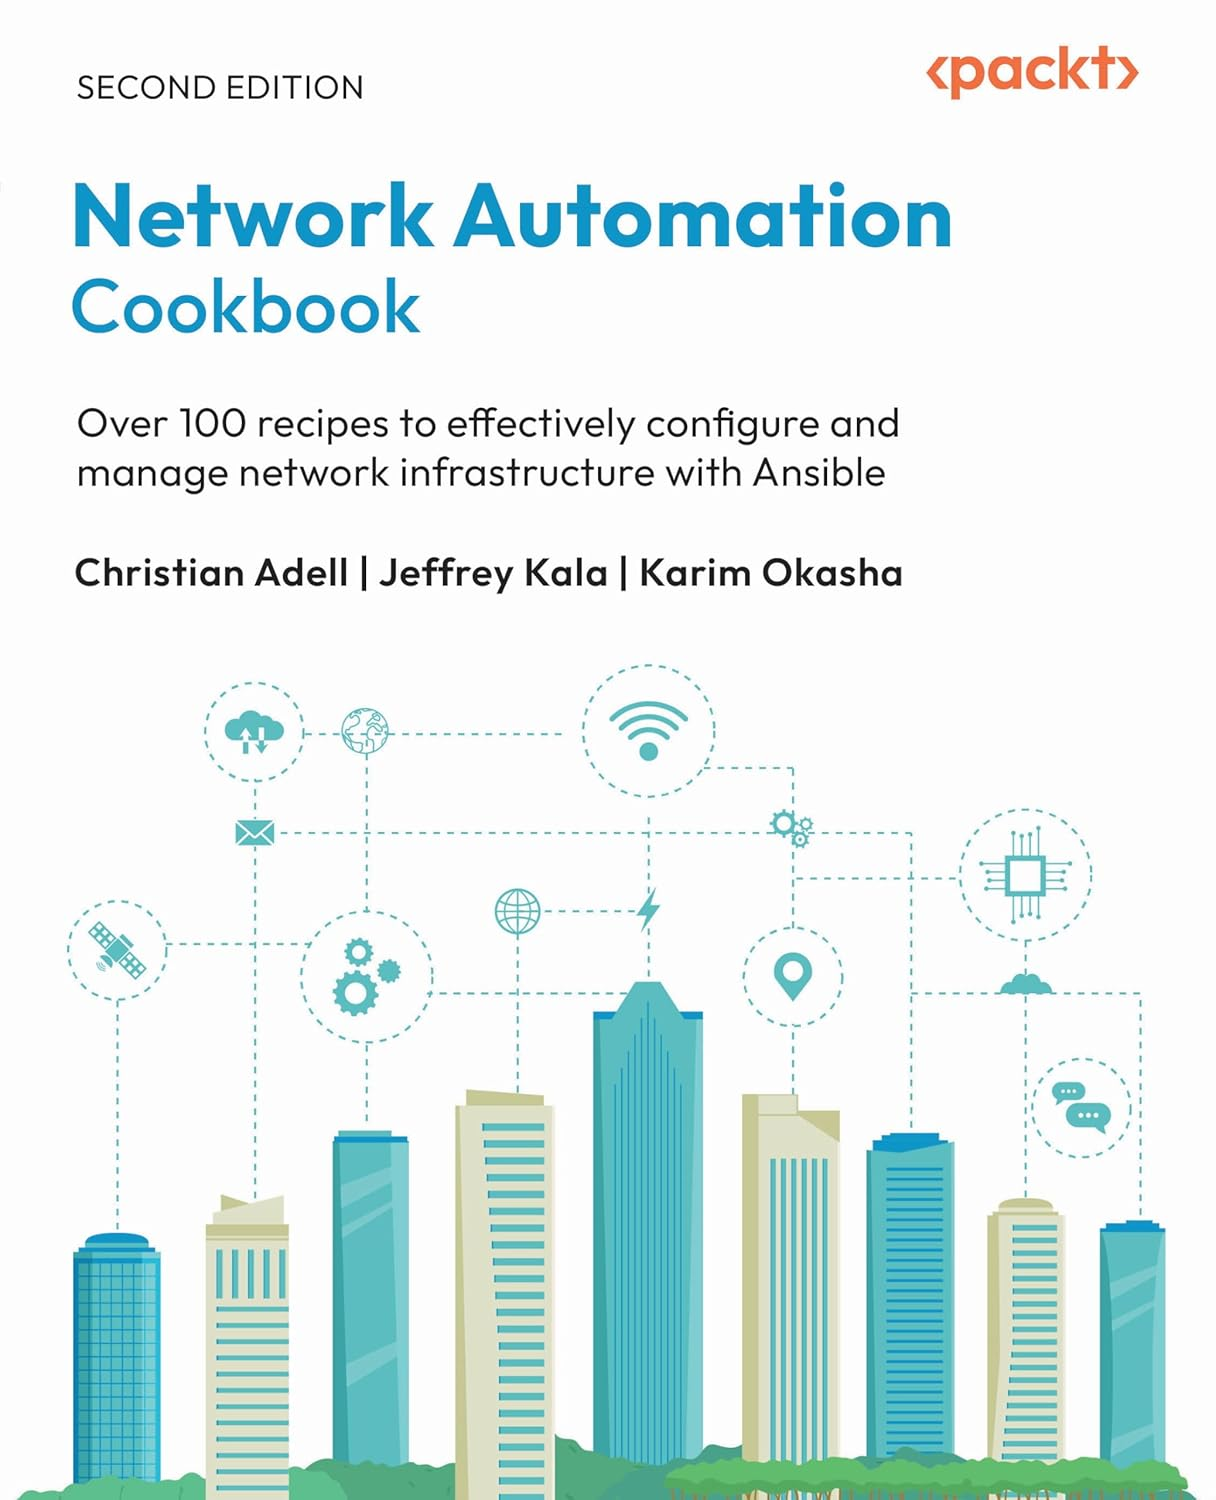 SECOND EDITION
<packt>
Network Automation
Cookbook
Over 100 recipes to effectively configure and
manage network infrastructure with Ansible
Christian Adell | Jeffrey Kala | Karim Okasha